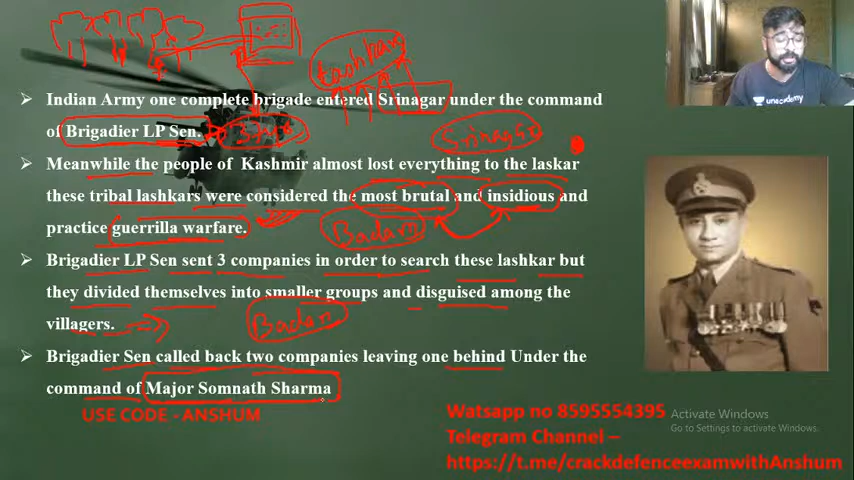 Lashkar
Indian Army one complete brigade entered Srinagar under the command
of Brigadier LP Sen.
Srinagar
Meanwhile the people of Kashmir almost lost everything to the laskar
these tribal lashkars were considered the most brutal and insidious and
practice guerrilla warfare.
Badam
Brigadier LP Sen sent 3 companies in order to search these lashkar but
they divided themselves into smaller groups and disguised among the
villagers.
Badam
Brigadier Sen called back two companies leaving one behind Under the
command of Major Somnath Sharma
USE CODE - ANSHUM
Watsapp no 8595554395
Telegram Channel –
https://t.me/crackdefenceexamwithAnshum
Activate Windows
Go to Settings to activate Windows.
unacademy